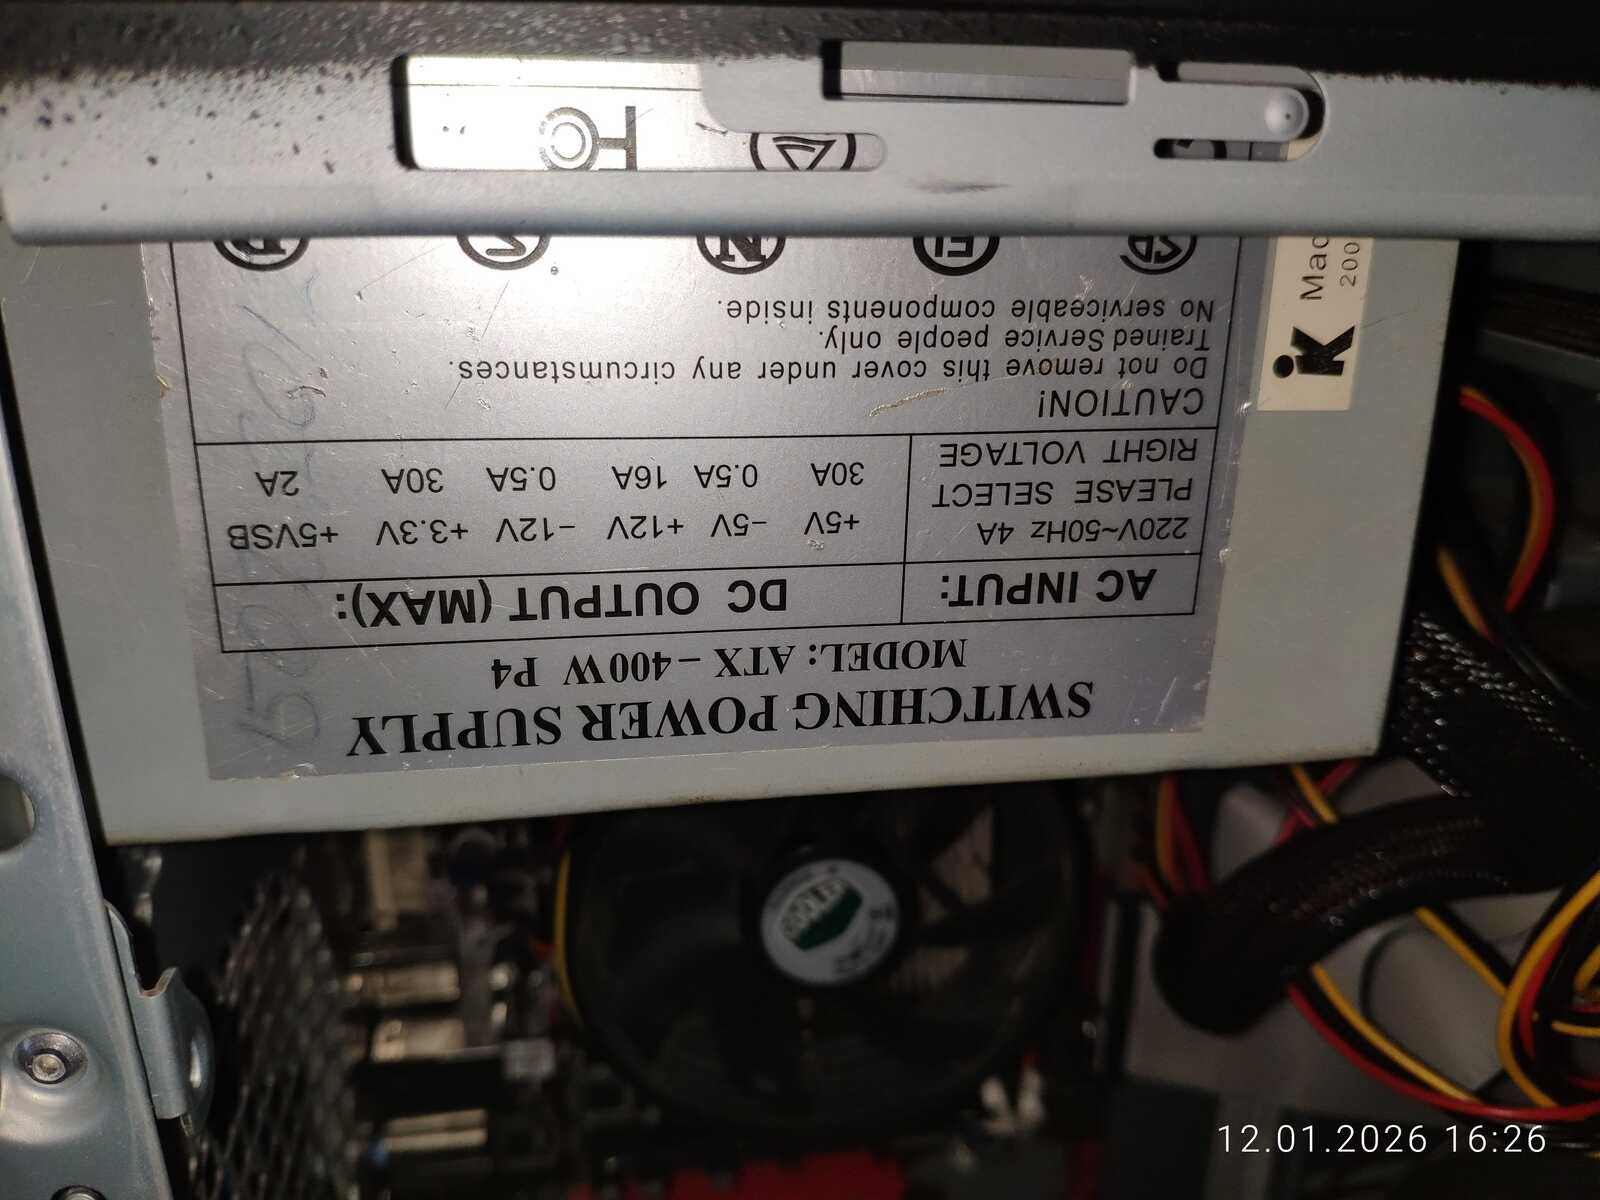 SWITCHING POWER SUPPLY
MODEL: ATX – 400W P4
AC INPUT: DC OUTPUT (MAX):
220V~50Hz 4A +5V -5V +12V -12V +3.3V +5VSB
PLEASE SELECT
RIGHT VOLTAGE
30A 0.5A 16A 0.5A 30A 2A
CAUTION!
Do not remove this cover under any circumstances.
Trained Service people only.
No serviceable components inside.
N
iK
COOLER
12.01.2026 16:26